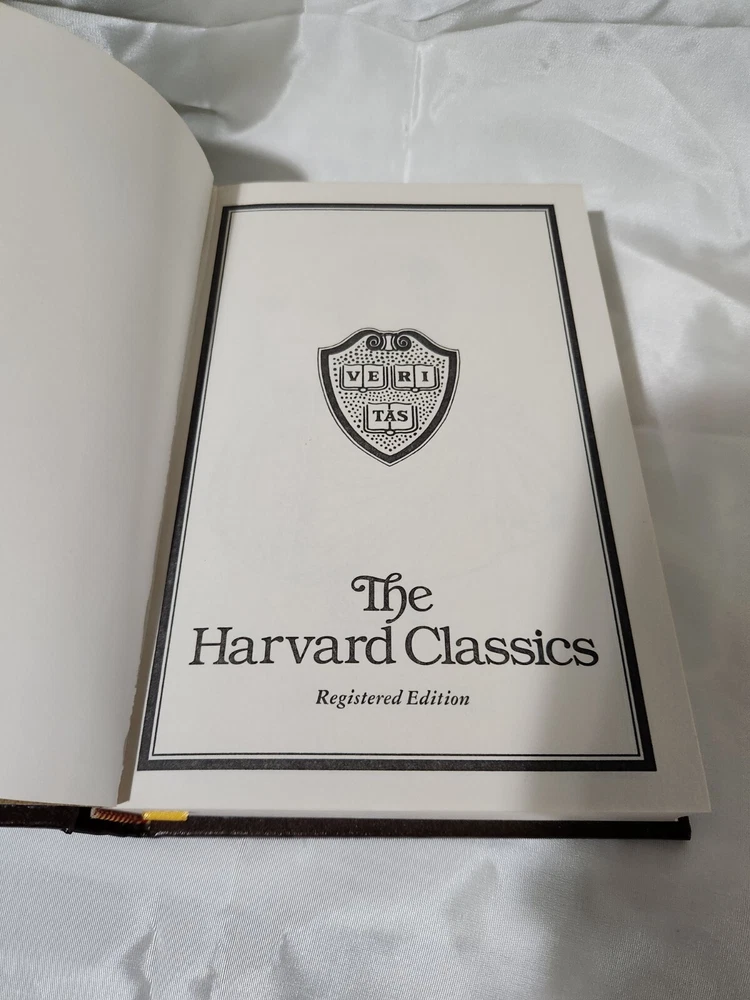 VE RI
TAS
The
Harvard Classics
Registered Edition